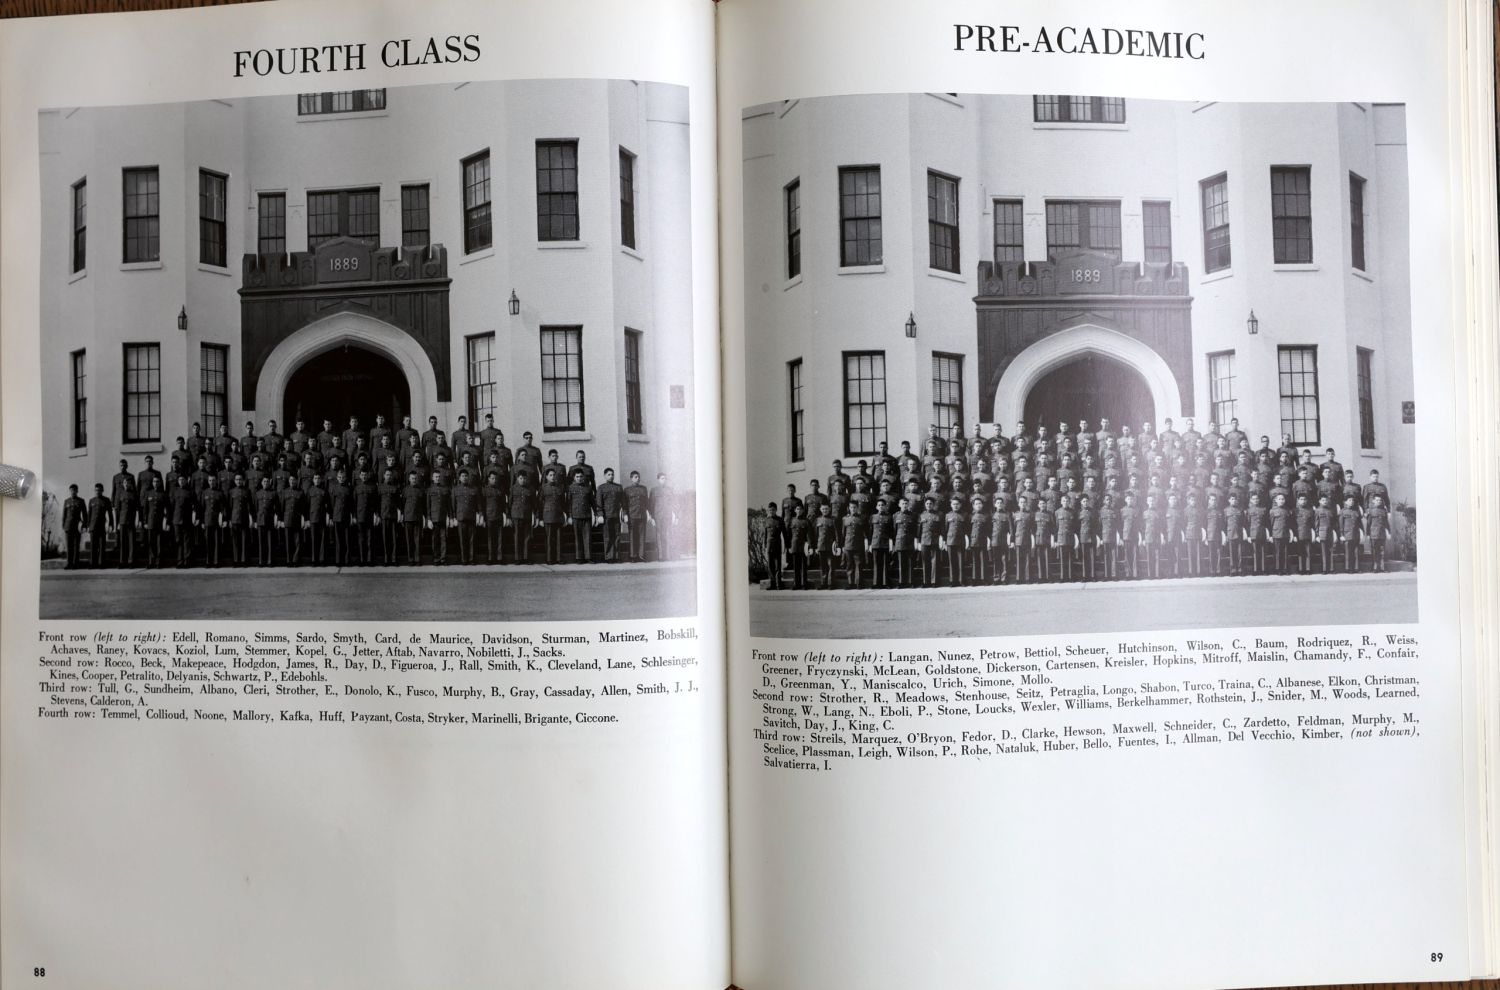 FOURTH CLASS
1889
Front row (left to right): Edell, Romano, Simms, Sardo, Smyth, Card, de Maurice, Davidson, Sturman, Martinez, Bobskill,
Achaves, Raney, Kovacs, Koziol, Lum, Stemmer, Kopel, G., Jetter, Aftab, Navarro, Nobiletti, J., Sacks.
Second row: Rocco, Beck, Makepeace, Hodgdon, James, R., Day, D., Figueroa, J., Rall, Smith, K., Cleveland, Lane, Schlesinger,
Kines, Cooper, Petralito, Delyanis, Schwartz, P., Edebohls.
Third row: Tull, G., Sundheim, Albano, Cleri, Strother, E., Donolo, K., Fusco, Murphy, B., Gray, Cassaday, Allen, Smith, J. J.,
Stevens, Calderon, A.
Fourth row: Temmel, Collioud, Noone, Mallory, Kafka, Huff, Payzant, Costa, Stryker, Marinelli, Brigante, Ciccone.
88
PRE-ACADEMIC
1889
Front row (left to right): Langan, Nunez, Petrow, Bettiol, Scheuer, Hutchinson, Wilson, C., Baum, Rodriquez, R., Weiss,
Greener, Fryczynski, McLean, Goldstone, Dickerson, Cartensen, Kreisler, Hopkins, Mitroff, Maislin, Chamandy, F., Confair,
D., Greenman, Y., Maniscalco, Urich, Simone, Mollo.
Second row: Strother, R., Meadows, Stenhouse, Seitz, Petraglia, Longo, Shabon, Turco, Traina, C., Albanese, Elkon, Christman,
Strong, W., Lang, N., Eboli, P., Stone, Loucks, Wexler, Williams, Berkelhammer, Rothstein, J., Snider, M., Woods, Learned,
Savitch, Day, J., King, C.
Third row: Streils, Marquez, O'Bryon, Fedor, D., Clarke, Hewson, Maxwell, Schneider, C., Zardetto, Feldman, Murphy, M.,
Scelice, Plassman, Leigh, Wilson, P., Rohe, Nataluk, Huber, Bello, Fuentes, I., Allman, Del Vecchio, Kimber, (not shown),
Salvatierra, I.
89